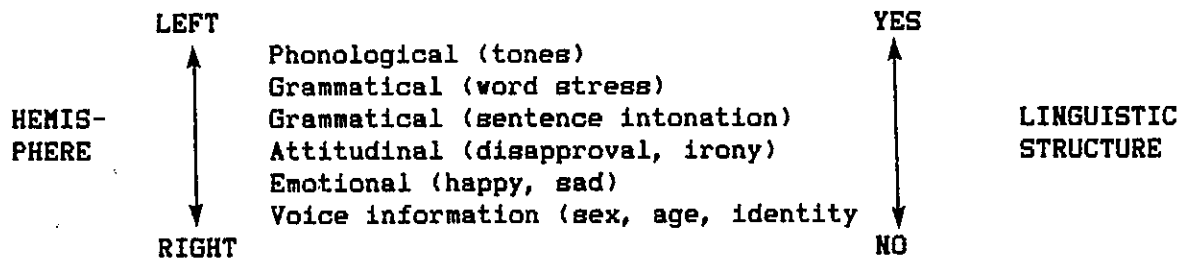 LEFT YES
Phonological (tones)
Grammatical (word stress)
HEMIS- Grammatical (sentence intonation) LINGUISTIC
PHERE Attitudinal (disapproval, irony) STRUCTURE
Emotional (happy, sad)
Voice information (sex, age, identity
RIGHT NO